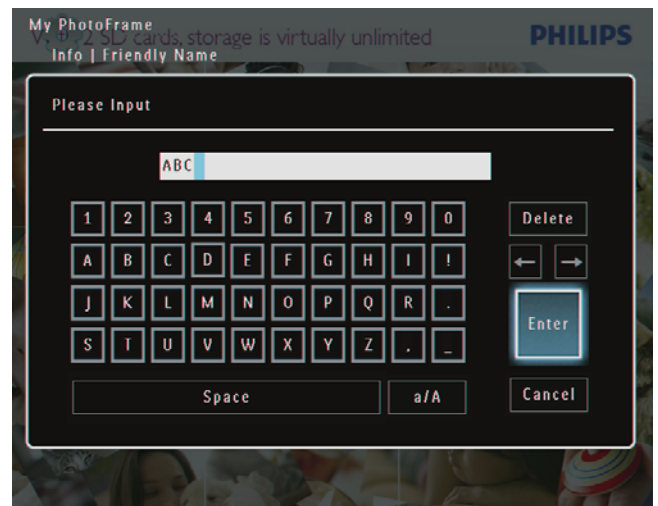 My PhotoFrame
2 SD cards, storage is virtually unlimited
PHILIPS
Info | Friendly Name
Please Input
ABC
1 2 3 4 5 6 7 8 9 0 Delete
A B C D E F G H I ! ← →
J K L M N O P Q R .
Enter
S T U V W X Y Z , _
Space a/A Cancel